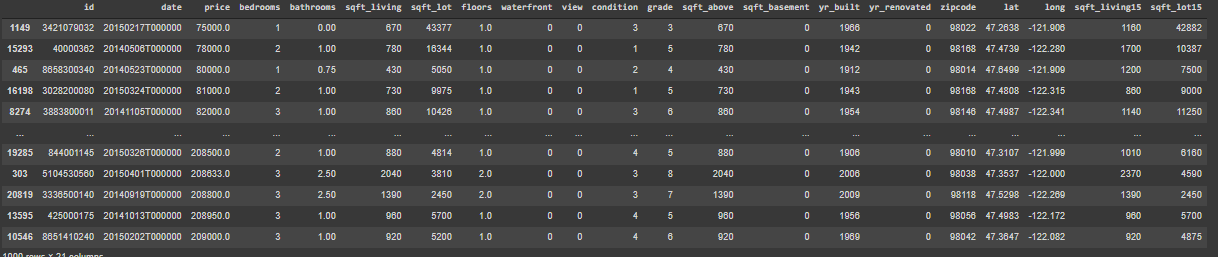 id date price bedrooms bathrooms sqft_living sqft_lot floors waterfront view condition grade sqft_above sqft_basement yr_built yr_renovated zipcode lat long sqft_living15 sqft_lot15
1149 3421079032 20150217T000000 75000.0 1 0.00 670 43377 1.0 0 0 3 3 670 0 1966 0 98022 47.2638 -121.906 1160 42882
15293 40000362 20140506T000000 78000.0 2 1.00 780 16344 1.0 0 0 1 5 780 0 1942 0 98168 47.4739 -122.280 1700 10387
465 8658300340 20140523T000000 80000.0 1 0.75 430 5050 1.0 0 0 2 4 430 0 1912 0 98014 47.6499 -121.909 1200 7500
16198 3028200080 20150324T000000 81000.0 2 1.00 730 9975 1.0 0 0 1 5 730 0 1943 0 98168 47.4808 -122.315 860 9000
8274 3883800011 20141105T000000 82000.0 3 1.00 860 10426 1.0 0 0 3 6 860 0 1954 0 98146 47.4987 -122.341 1140 11250
... ... ... ... ... ... ... ... ... ... ... ... ... ... ... ... ... ... ... ... ... ...
19285 844001145 20150326T000000 208500.0 2 1.00 880 4814 1.0 0 0 4 5 880 0 1906 0 98010 47.3107 -121.999 1010 6160
303 5104530560 20150401T000000 208633.0 3 2.50 2040 3810 2.0 0 0 3 8 2040 0 2006 0 98038 47.3537 -122.000 2370 4590
20819 3336500140 20140919T000000 208800.0 3 2.50 1390 2450 2.0 0 0 3 7 1390 0 2009 0 98118 47.5298 -122.269 1390 2450
13595 425000175 20141013T000000 208950.0 3 1.00 960 5700 1.0 0 0 4 5 960 0 1956 0 98056 47.4983 -122.172 960 5700
10546 8651410240 20150202T000000 209000.0 3 1.00 920 5200 1.0 0 0 4 6 920 0 1969 0 98042 47.3647 -122.082 920 4875
1000 rows × 21 columns